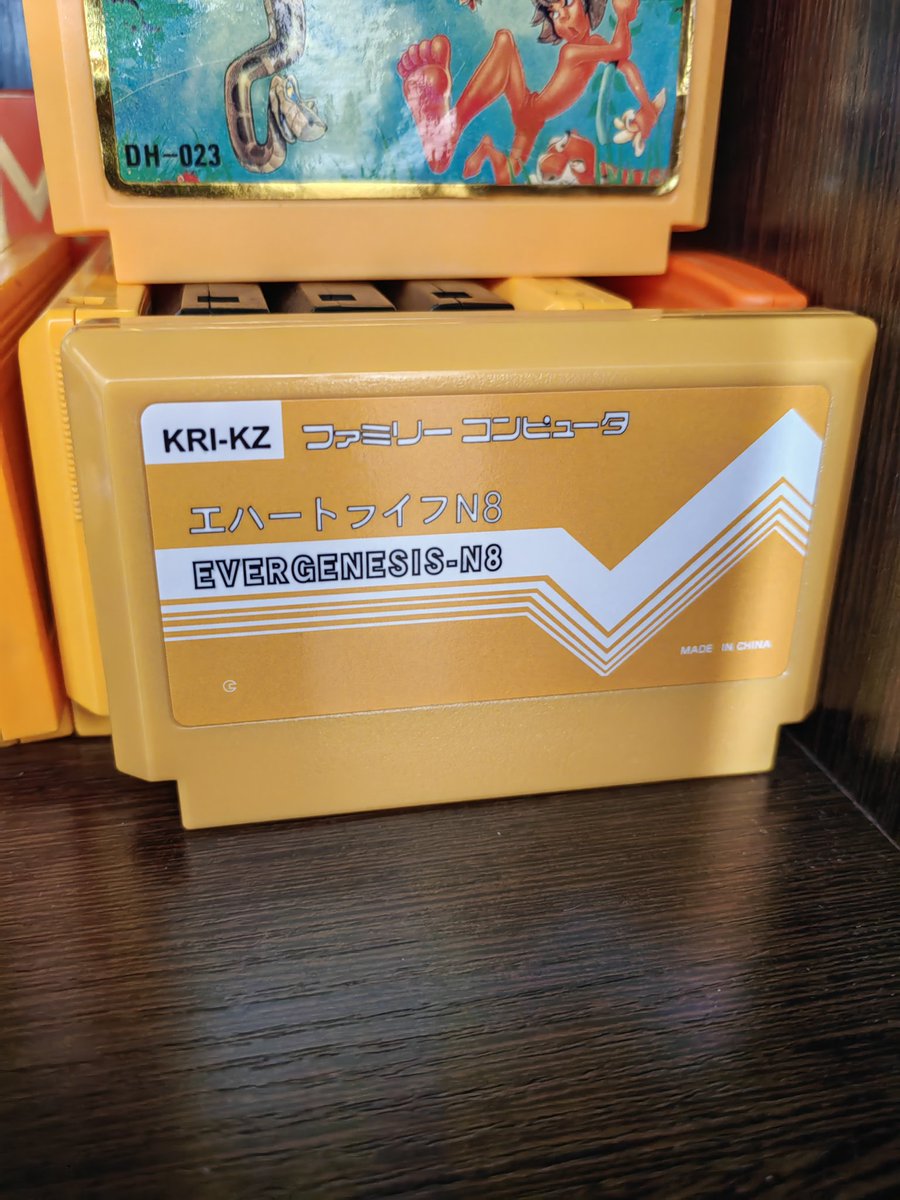 DH-023
KRI-KZ
ファミリー コンピュータ
エハートフイフN8
EVERGENESIS-N8
MADE IN CHINA